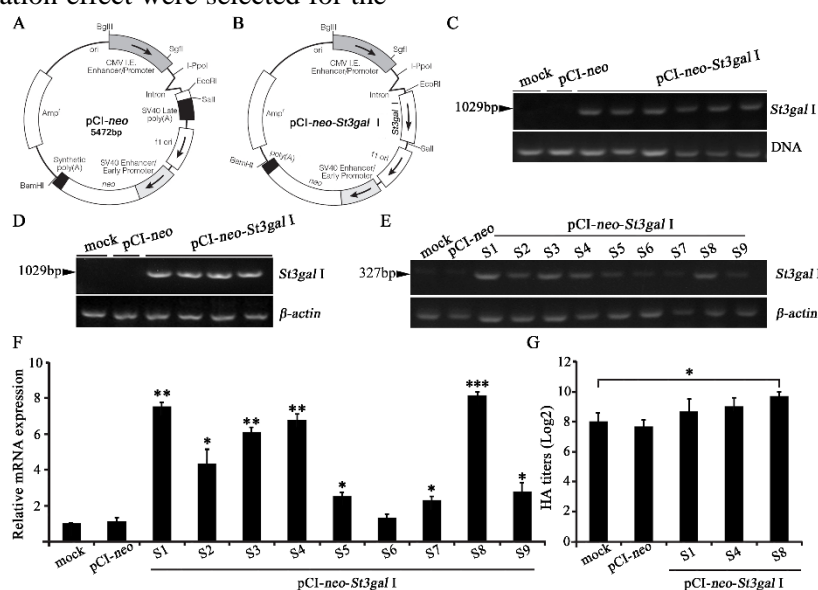 ation effect were selected for the
A
BglII
ori
SgfI
CMV I.E.
Enhancer/Promoter
I-PpoI
Intron
EcoRI
SalI
SV40 Late
poly(A)
Ampr
pCI-neo
5472bp
f1 ori
Synthetic
poly(A)
SV40 Enhancer/
Early Promoter
BamHI
neo
B
BglII
ori
SgfI
CMV I.E.
Enhancer/Promoter
I-PpoI
Intron
EcoRI
St3gal I
Ampr
pCI-neo-St3gal I
SalI
poly(A)
f1 ori
SV40 Enhancer/
Early Promoter
BamHI
neo
C
mock pCI-neo pCI-neo-St3gal I
1029bp St3gal I
DNA
D
mock pCI-neo pCI-neo-St3gal I
1029bp St3gal I
β-actin
E
pCI-neo-St3gal I
mock pCI-neo S1 S2 S3 S4 S5 S6 S7 S8 S9
327bp St3gal I
β-actin
F
Relative mRNA expression
10
8
6
4
2
** * ** ** * * *** *
mock pCI-neo S1 S2 S3 S4 S5 S6 S7 S8 S9
pCI-neo-St3gal I
G
HA titers (Log2)
12
10
8
6
4
2
0
*
mock pCI-neo S1 S4 S8
pCI-neo-St3gal I